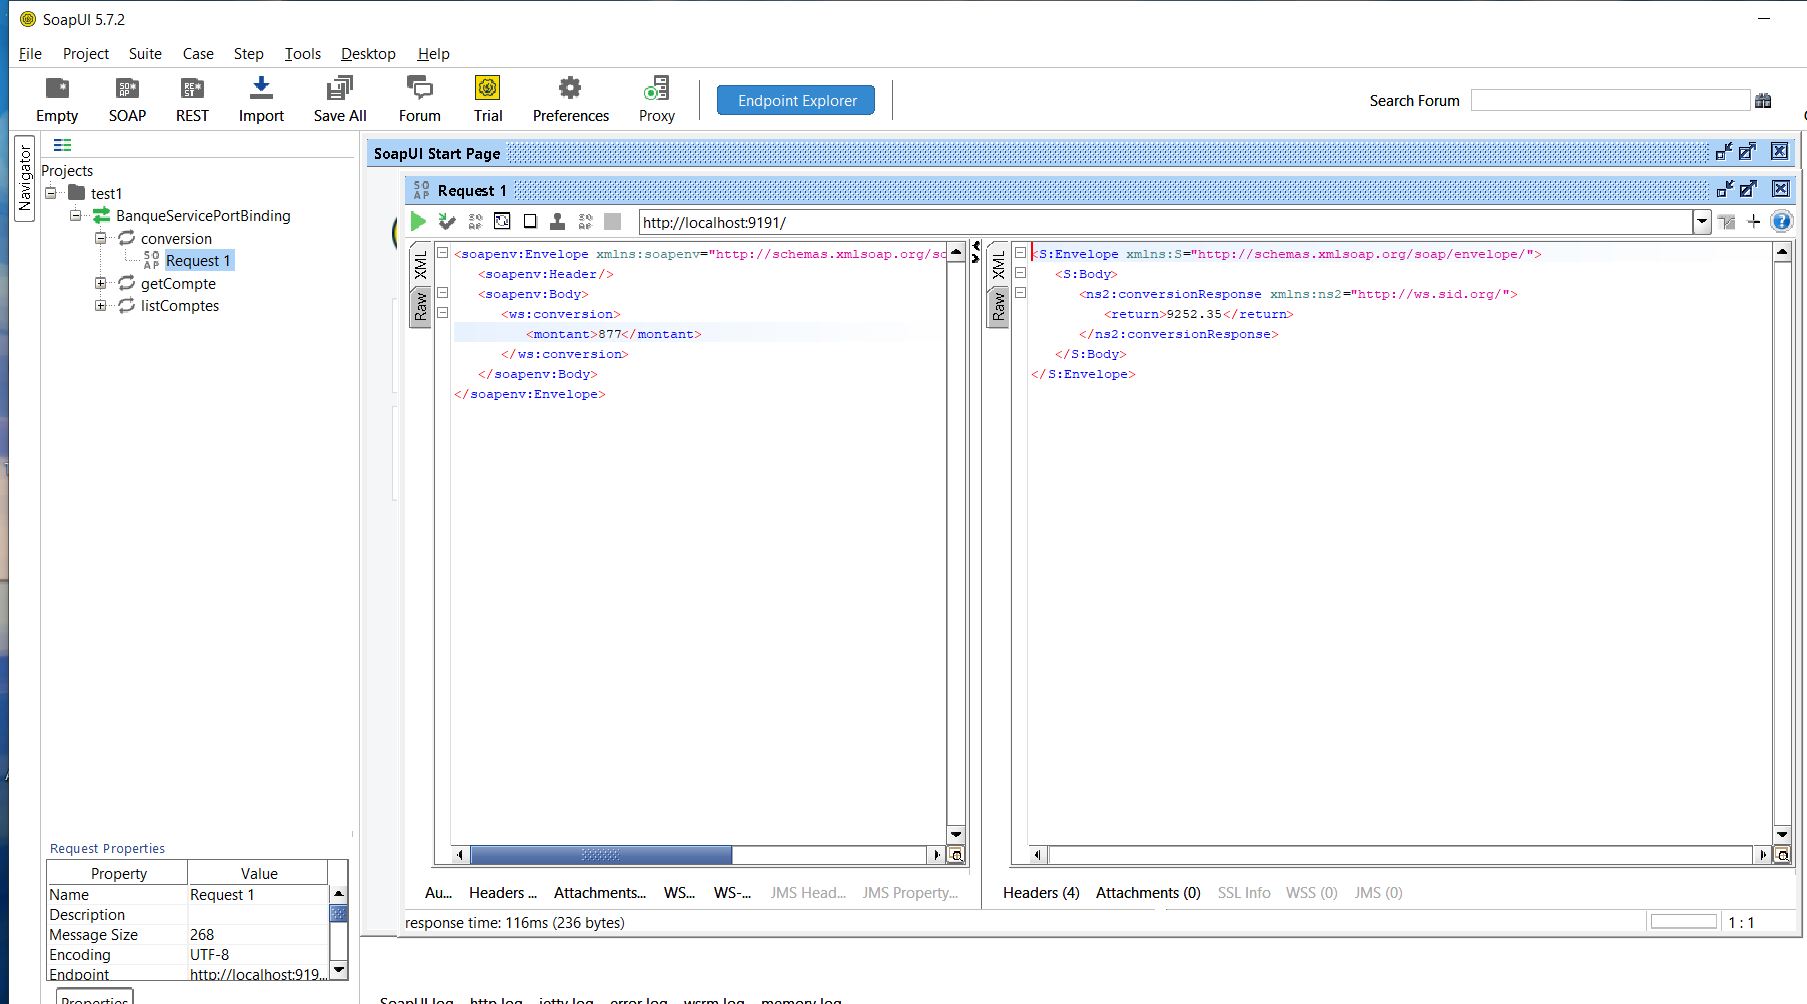 SoapUI 5.7.2
File Project Suite Case Step Tools Desktop Help
Empty SOAP REST Import Save All Forum Trial Preferences Proxy Endpoint Explorer Search Forum
Navigator
Projects
test1
BanqueServicePortBinding
conversion
Request 1
getCompte
listComptes
SoapUI Start Page
Request 1
http://localhost:9191/
XML
Raw
<soapenv:Envelope xmlns:soapenv="http://schemas.xmlsoap.org/so
<soapenv:Header/>
<soapenv:Body>
<ws:conversion>
<montant>877</montant>
</ws:conversion>
</soapenv:Body>
</soapenv:Envelope>
XML
Raw
<S:Envelope xmlns:S="http://schemas.xmlsoap.org/soap/envelope/">
<S:Body>
<ns2:conversionResponse xmlns:ns2="http://ws.sid.org/">
<return>9252.35</return>
</ns2:conversionResponse>
</S:Body>
</S:Envelope>
Au... Headers ... Attachments... WS... WS-... JMS Head... JMS Property...
Headers (4) Attachments (0) SSL Info WSS (0) JMS (0)
response time: 116ms (236 bytes)
1 : 1
Request Properties
Property Value
Name Request 1
Description
Message Size 268
Encoding UTF-8
Endpoint http://localhost:919...
Properties
SoapUI log http log jetty log error log wsrm log memory log